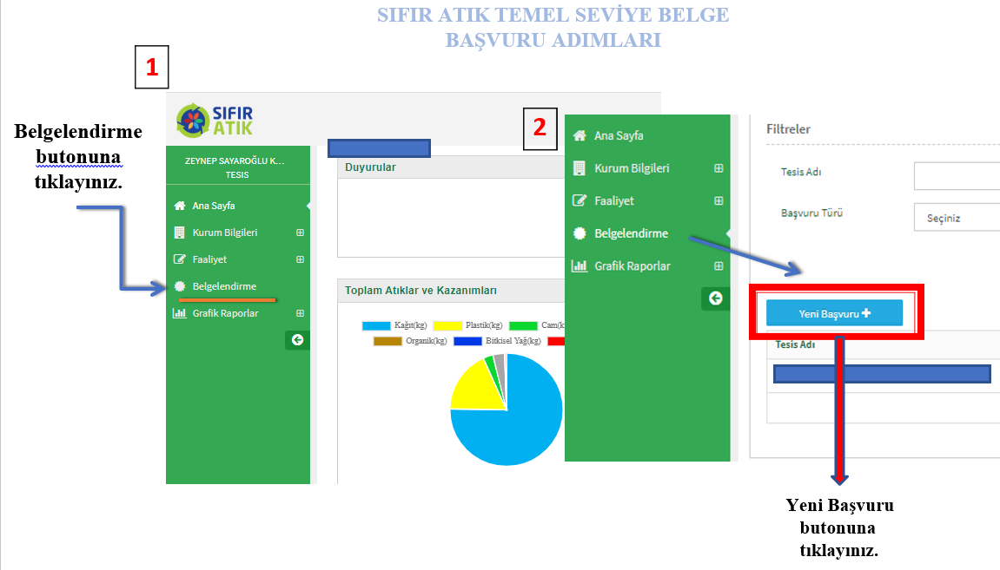 SIFIR ATIK TEMEL SEVİYE BELGE
BAŞVURU ADIMLARI
1
Belgelendirme
butonuna
tıklayınız.
SIFIR
ATIK
ZEYNEP SAYAROĞLU K...
TESIS
Ana Sayfa
Kurum Bilgileri
Faaliyet
Belgelendirme
Grafik Raporlar
Duyurular
Toplam Atıklar ve Kazanımları
Kağıt(kg)
Plastik(kg)
Cam(k
Organik(kg)
Bitkisel Yağ(kg)
2
Ana Sayfa
Kurum Bilgileri
Faaliyet
Belgelendirme
Grafik Raporlar
Filtreler
Tesis Adı
Başvuru Türü
Seçiniz
Yeni Başvuru
Tesis Adı
Yeni Başvuru
butonuna
tıklayınız.